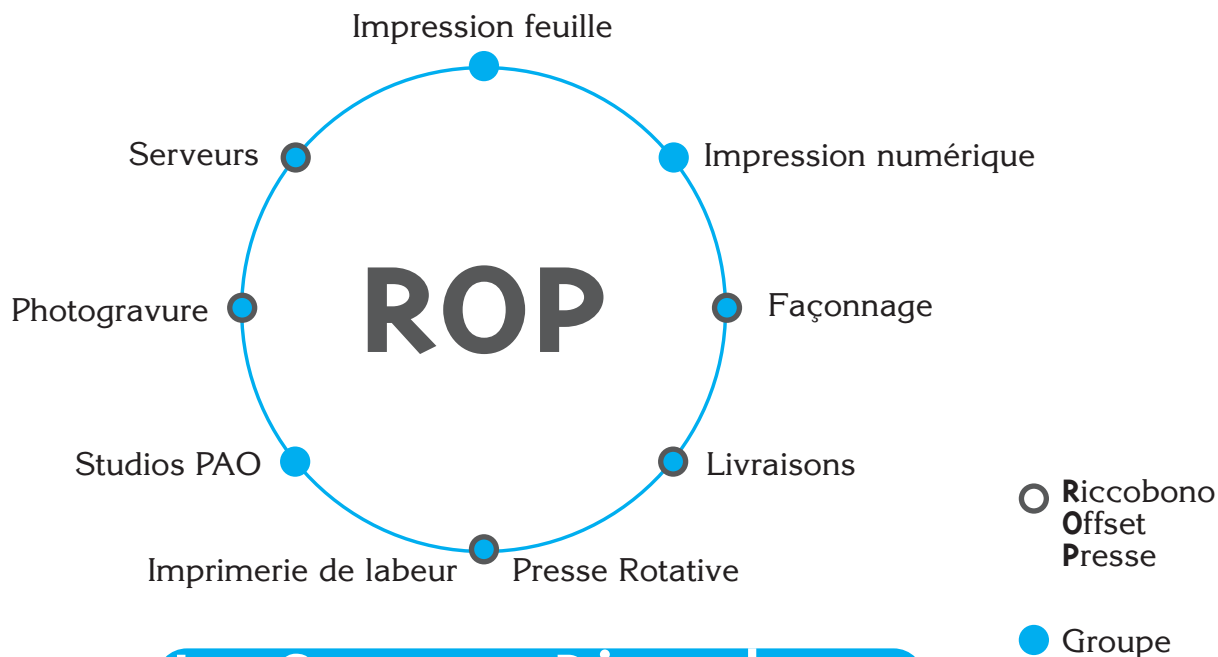 Impression feuille
Serveurs
Impression numérique
ROP
Photogravure
Façonnage
Studios PAO
Livraisons
Imprimerie de labeur
Presse Rotative
Riccobono
Offset
Presse
Groupe